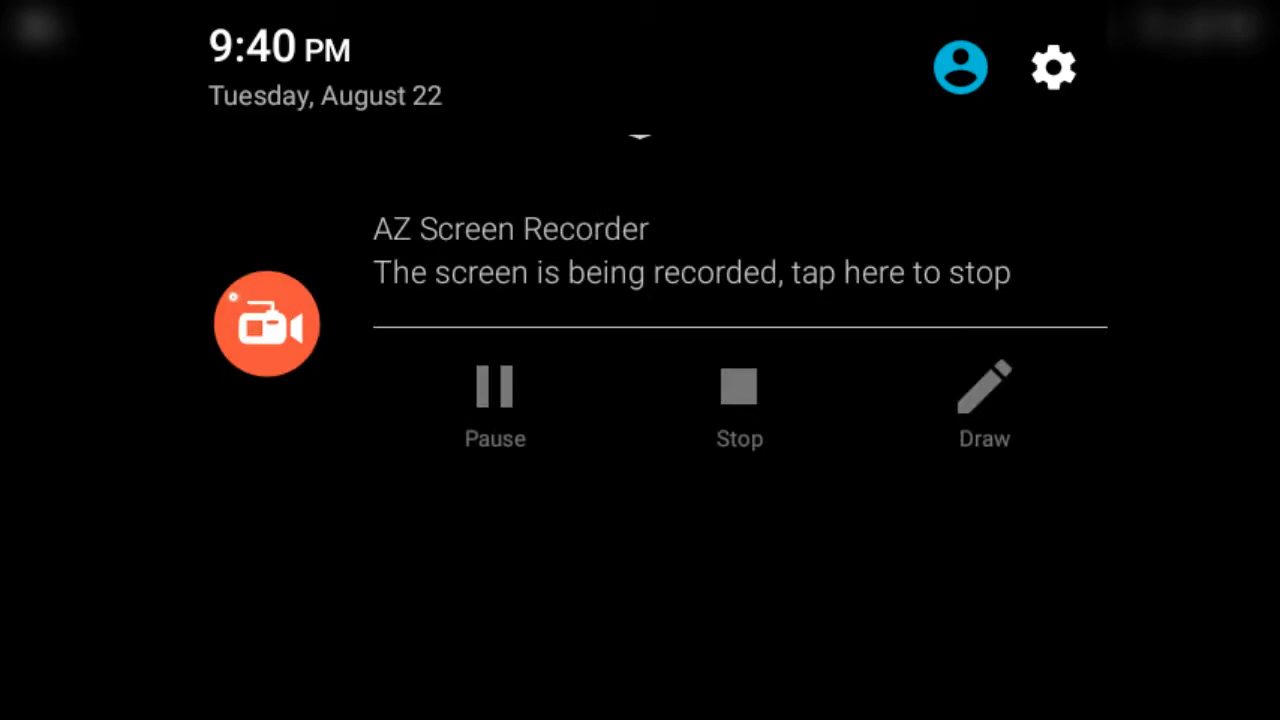 9:40 PM
Tuesday, August 22
AZ Screen Recorder
The screen is being recorded, tap here to stop
Pause
Stop
Draw